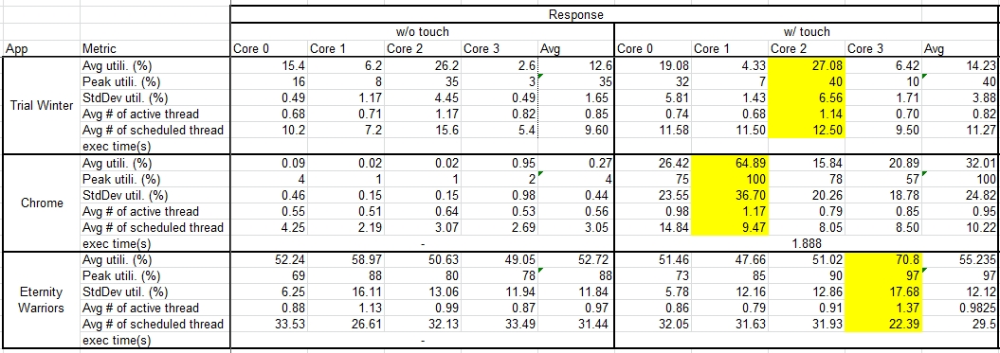 Response
w/o touch w/ touch
App Metric Core 0 Core 1 Core 2 Core 3 Avg Core 0 Core 1 Core 2 Core 3 Avg
Trial Winter
Avg utili. (%) 15.4 6.2 26.2 2.6 12.6 19.08 4.33 27.08 6.42 14.23
Peak utili. (%) 16 8 35 3 35 32 7 40 10 40
StdDev util. (%) 0.49 1.17 4.45 0.49 1.65 5.81 1.43 6.56 1.71 3.88
Avg # of active thread 0.68 0.71 1.17 0.82 0.85 0.74 0.68 1.14 0.70 0.82
Avg # of scheduled thread 10.2 7.2 15.6 5.4 9.60 11.58 11.50 12.50 9.50 11.27
exec time(s)
Chrome
Avg utili. (%) 0.09 0.02 0.02 0.95 0.27 26.42 64.89 15.84 20.89 32.01
Peak utili. (%) 4 1 1 2 4 75 100 78 57 100
StdDev util. (%) 0.46 0.15 0.15 0.98 0.44 23.55 36.70 20.26 18.78 24.82
Avg # of active thread 0.55 0.51 0.64 0.53 0.56 0.98 1.17 0.79 0.85 0.95
Avg # of scheduled thread 4.25 2.19 3.07 2.69 3.05 14.84 9.47 8.05 8.50 10.22
exec time(s) - 1.888
Eternity
Warriors
Avg utili. (%) 52.24 58.97 50.63 49.05 52.72 51.46 47.66 51.02 70.8 55.235
Peak utili. (%) 69 88 80 78 88 73 85 90 97 97
StdDev util. (%) 6.25 16.11 13.06 11.94 11.84 5.78 12.16 12.86 17.68 12.12
Avg # of active thread 0.88 1.13 0.99 0.87 0.97 0.86 0.79 0.91 1.37 0.9825
Avg # of scheduled thread 33.53 26.61 32.13 33.49 31.44 32.05 31.63 31.93 22.39 29.5
exec time(s) -